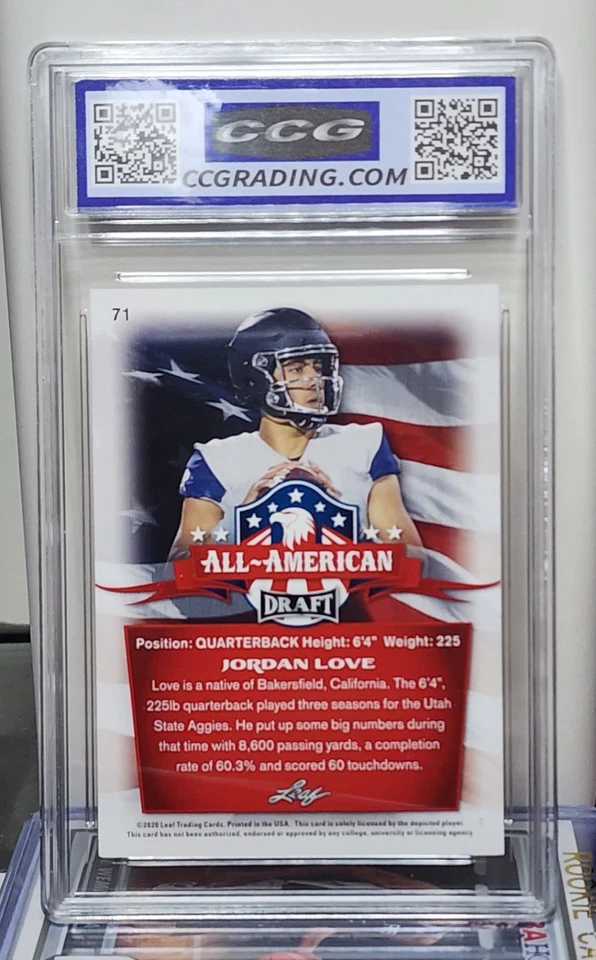 CCG
CCGRADING.COM
71
ALL~AMERICAN
DRAFT
Position: QUARTERBACK Height: 6'4" Weight: 225
JORDAN LOVE
Love is a native of Bakersfield, California. The 6'4",
225lb quarterback played three seasons for the Utah
State Aggies. He put up some big numbers during
that time with 8,600 passing yards, a completion
rate of 60.3% and scored 60 touchdowns.
Leaf
©2020 Leaf Trading Cards. Printed in the USA. This card is solely licensed by the depicted player.
This card has not been authorized, endorsed or approved by any college, university or licensing agency.
ROOKIE CA